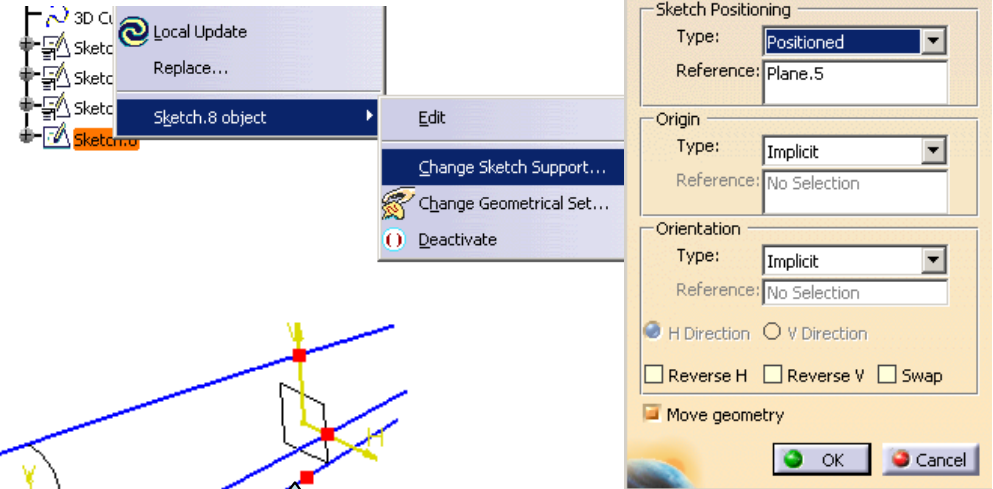 3D Cu
Sketc
Sketc
Sketc
Sketch.8
Local Update
Replace...
Sketch.8 object
Edit
Change Sketch Support...
Change Geometrical Set...
Deactivate
Sketch Positioning
Type: Positioned
Reference: Plane.5
Origin
Type: Implicit
Reference: No Selection
Orientation
Type: Implicit
Reference: No Selection
H Direction V Direction
Reverse H Reverse V Swap
Move geometry
OK Cancel
V
H
Y